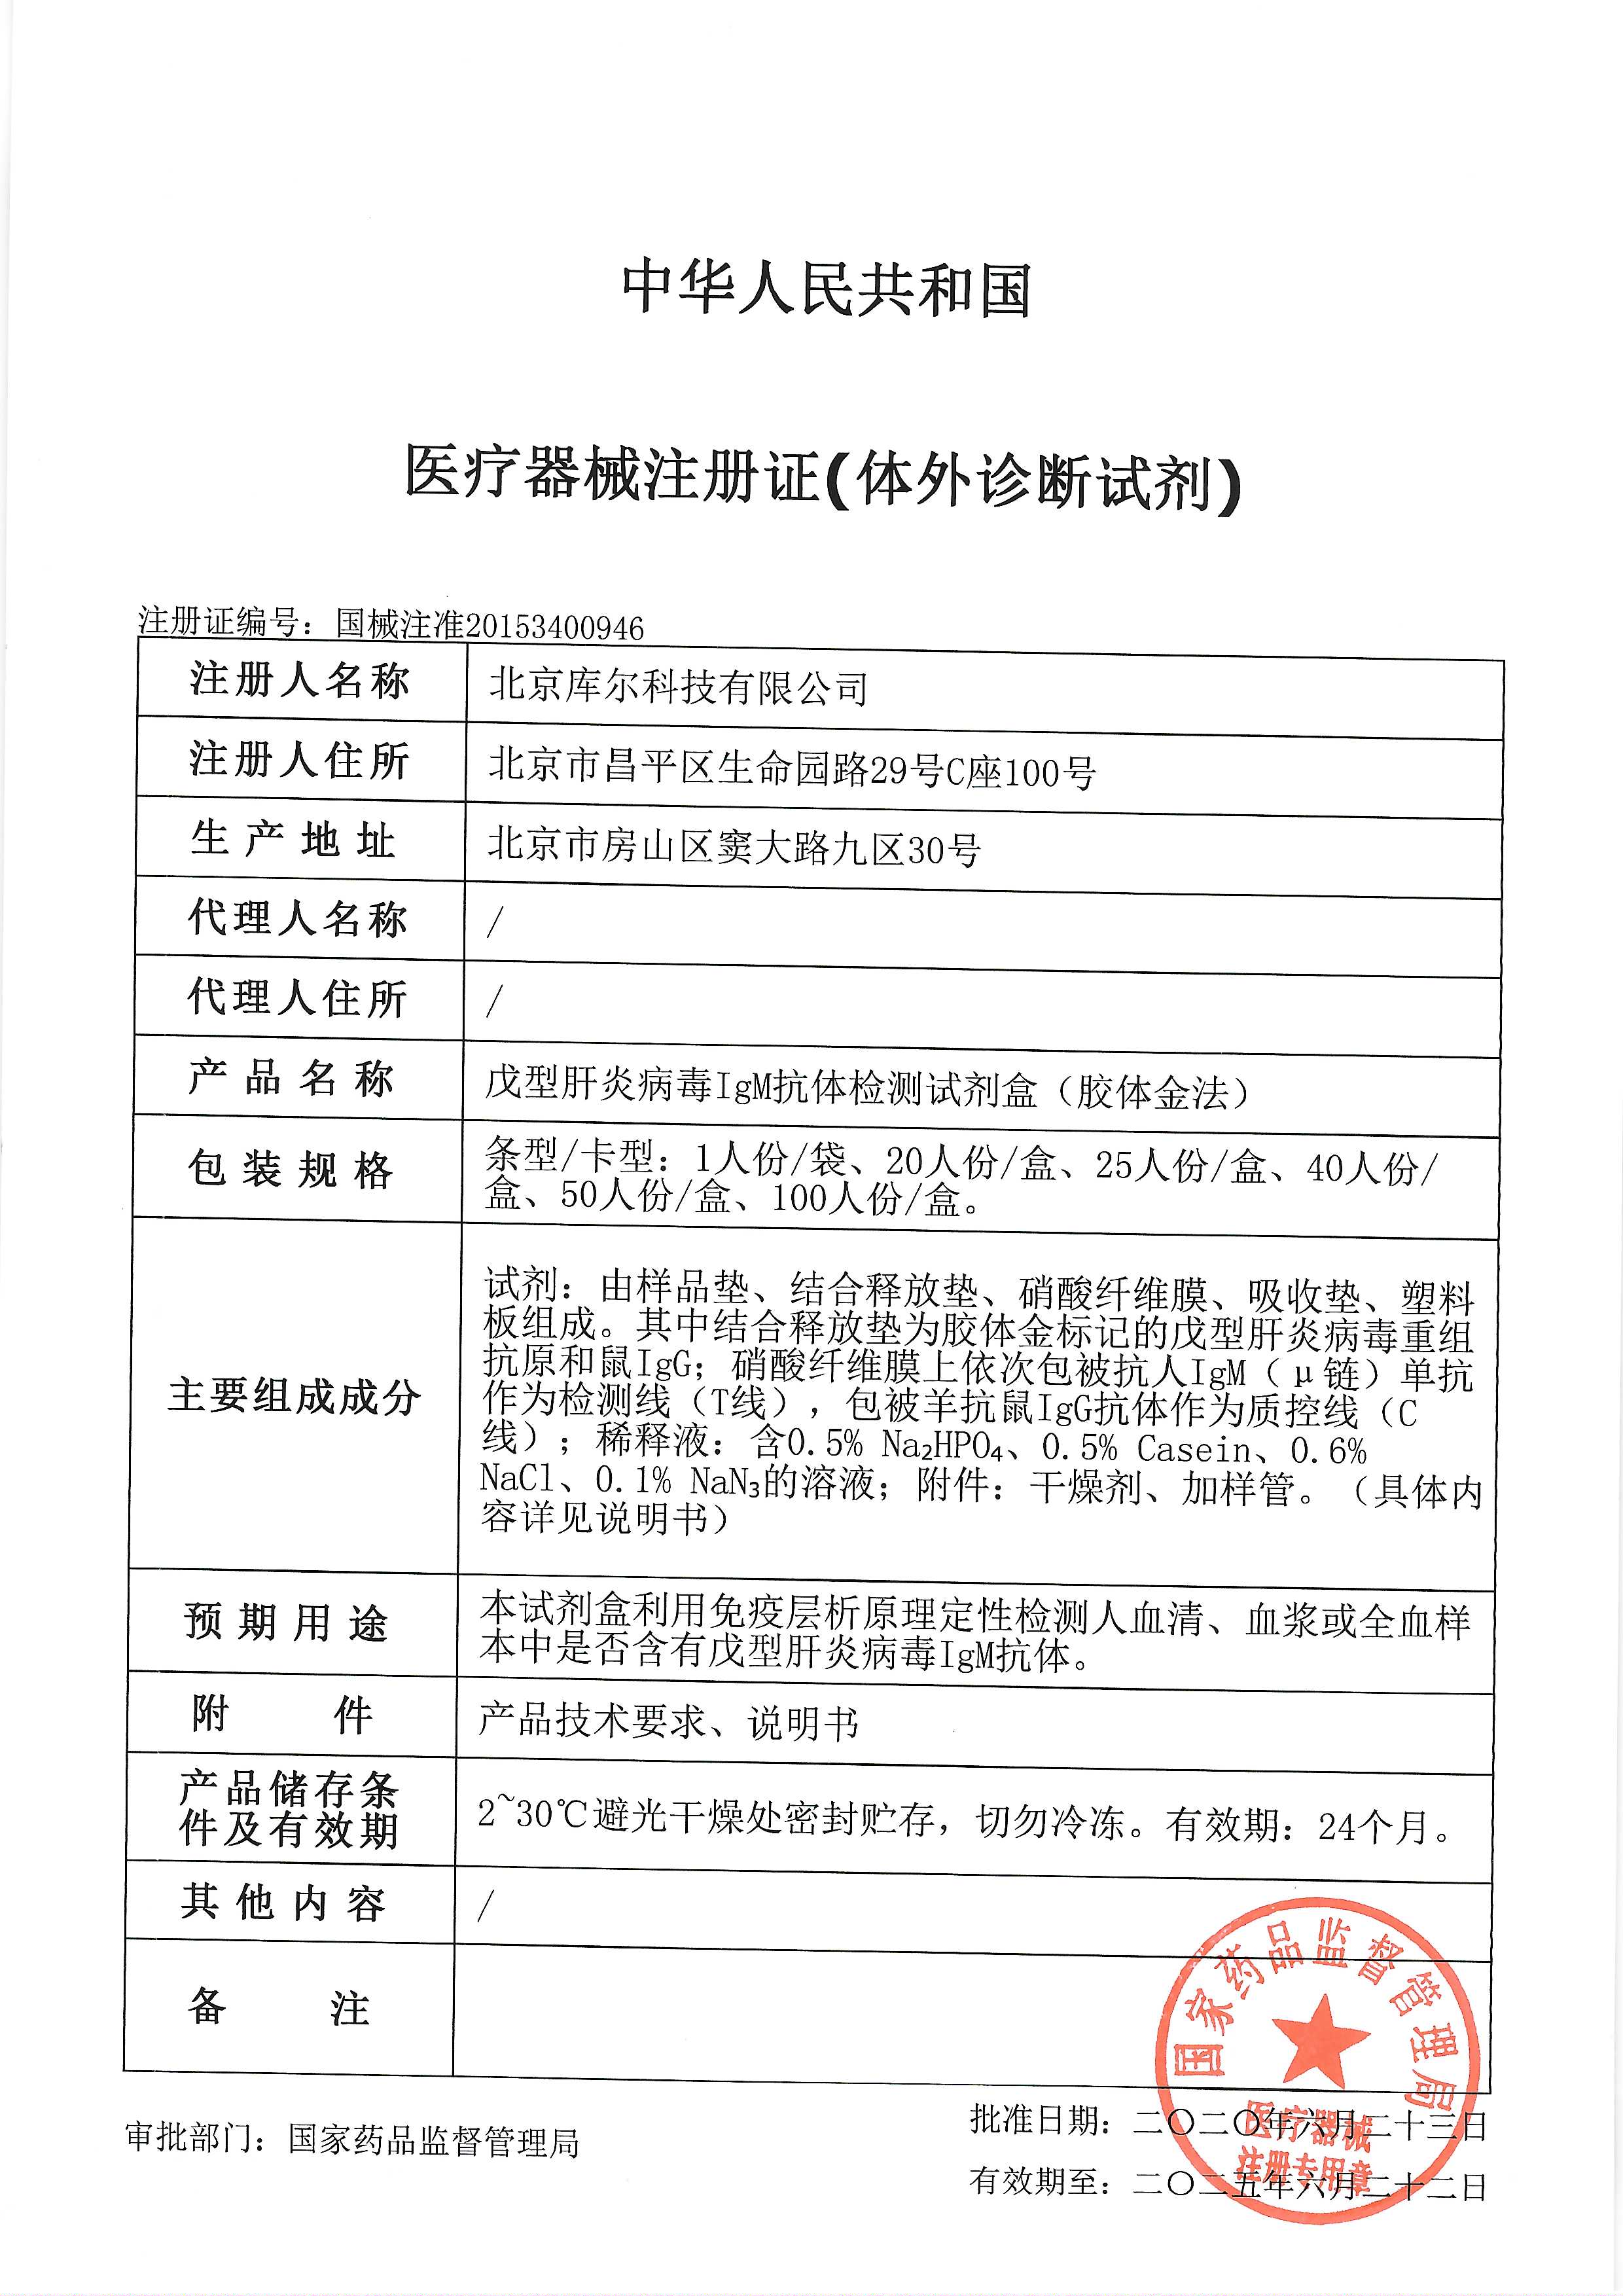 中华人民共和国
医疗器械注册证(体外诊断试剂)
注册证编号：国械注准20153400946
注册人名称
北京库尔科技有限公司
注册人住所
北京市昌平区生命园路29号C座100号
生产地址
北京市房山区窦大路九区30号
代理人名称
/
代理人住所
/
产品名称
戊型肝炎病毒IgM抗体检测试剂盒（胶体金法）
包装规格
条型/卡型：1人份/袋、20人份/盒、25人份/盒、40人份/
盒、50人份/盒、100人份/盒。
主要组成成分
试剂：由样品垫、结合释放垫、硝酸纤维膜、吸收垫、塑料
板组成。其中结合释放垫为胶体金标记的戊型肝炎病毒重组
抗原和鼠IgG；硝酸纤维膜上依次包被抗人IgM（μ链）单抗
作为检测线（T线），包被羊抗鼠IgG抗体作为质控线（C
线）；稀释液：含0.5% Na₂HPO₄、0.5% Casein、0.6%
NaCl、0.1% NaN₃的溶液；附件：干燥剂、加样管。（具体内
容详见说明书）
预期用途
本试剂盒利用免疫层析原理定性检测人血清、血浆或全血样
本中是否含有戊型肝炎病毒IgM抗体。
附件
产品技术要求、说明书
产品储存条
件及有效期
2~30℃避光干燥处密封贮存，切勿冷冻。有效期：24个月。
其他内容
/
备注
国家药品监督管理局
医疗器械
注册专用章
审批部门：国家药品监督管理局
批准日期：二〇二〇年六月二十三日
有效期至：二〇二五年六月二十二日